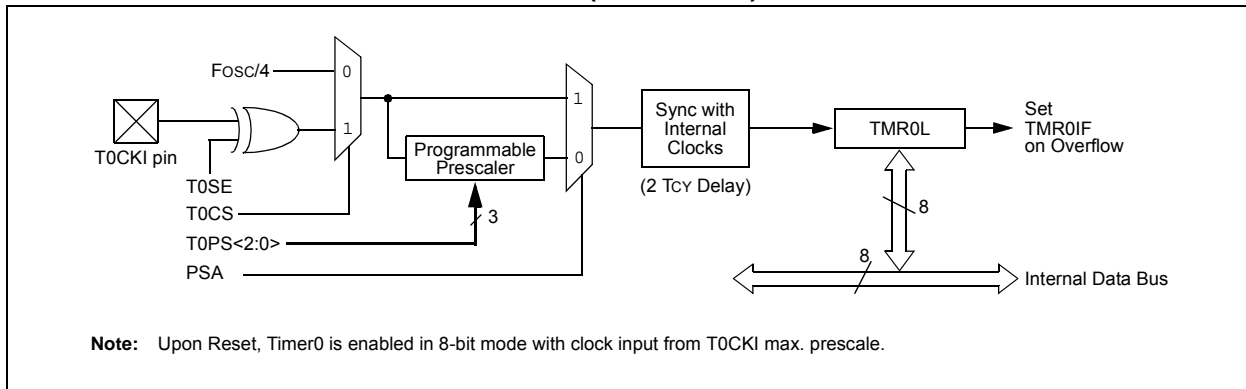 FOSC/4
0
1
T0CKI pin
T0SE
T0CS
T0PS<2:0>
PSA
Programmable
Prescaler
3
1
0
Sync with
Internal
Clocks
(2 TCY Delay)
TMR0L
Set
TMR0IF
on Overflow
8
8
Internal Data Bus
Note: Upon Reset, Timer0 is enabled in 8-bit mode with clock input from T0CKI max. prescale.